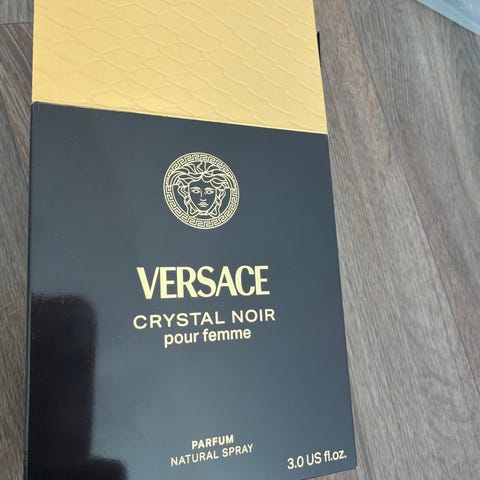 VERSACE
CRYSTAL NOIR
pour femme
PARFUM
NATURAL SPRAY
3.0 US fl.oz.